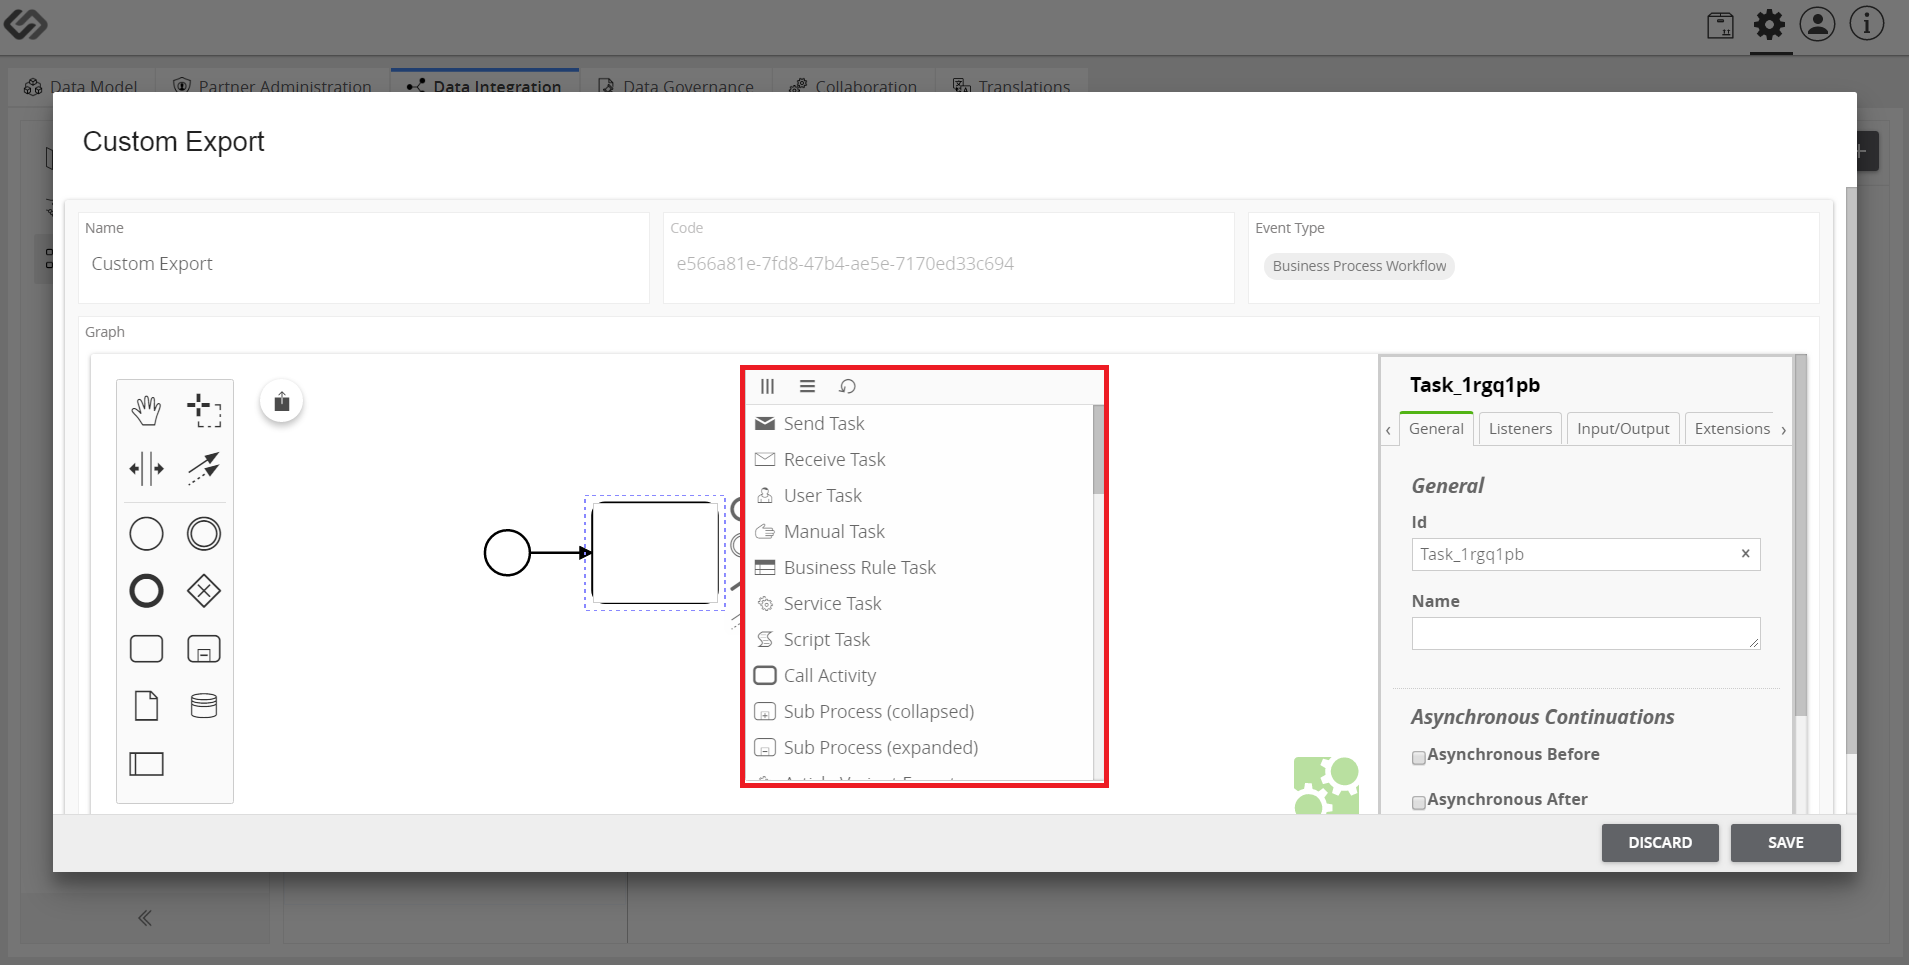 Data Model
Partner Administration
Data Integration
Data Governance
Collaboration
Translations
Custom Export
Name
Custom Export
Code
e566a81e-7fd8-47b4-ae5e-7170ed33c694
Event Type
Business Process Workflow
Graph
Send Task
Receive Task
User Task
Manual Task
Business Rule Task
Service Task
Script Task
Call Activity
Sub Process (collapsed)
Sub Process (expanded)
Task_1rgq1pb
General
Listeners
Input/Output
Extensions
General
Id
Task_1rgq1pb
Name
Asynchronous Continuations
Asynchronous Before
Asynchronous After
DISCARD
SAVE